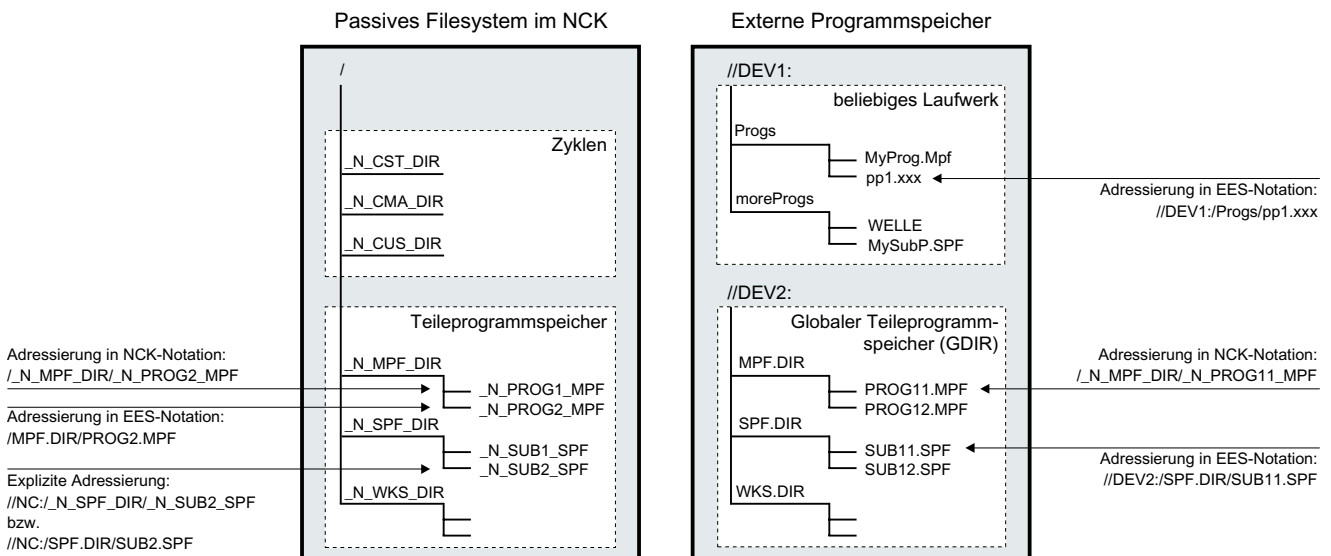 Passives Filesystem im NCK
Externe Programmspeicher
/
Zyklen
_N_CST_DIR
_N_CMA_DIR
_N_CUS_DIR
Teileprogrammspeicher
_N_MPF_DIR
_N_PROG1_MPF
_N_PROG2_MPF
_N_SPF_DIR
_N_SUB1_SPF
_N_SUB2_SPF
_N_WKS_DIR
Adressierung in NCK-Notation:
/_N_MPF_DIR/_N_PROG2_MPF
Adressierung in EES-Notation:
/MPF.DIR/PROG2.MPF
Explizite Adressierung:
//NC:/_N_SPF_DIR/_N_SUB2_SPF
bzw.
//NC:/SPF.DIR/SUB2.SPF
//DEV1:
beliebiges Laufwerk
Progs
MyProg.Mpf
pp1.xxx
moreProgs
WELLE
MySubP.SPF
//DEV2:
Globaler Teileprogramm-
speicher (GDIR)
MPF.DIR
PROG11.MPF
PROG12.MPF
SPF.DIR
SUB11.SPF
SUB12.SPF
WKS.DIR
Adressierung in EES-Notation:
//DEV1:/Progs/pp1.xxx
Adressierung in NCK-Notation:
/_N_MPF_DIR/_N_PROG11_MPF
Adressierung in EES-Notation:
//DEV2:/SPF.DIR/SUB11.SPF